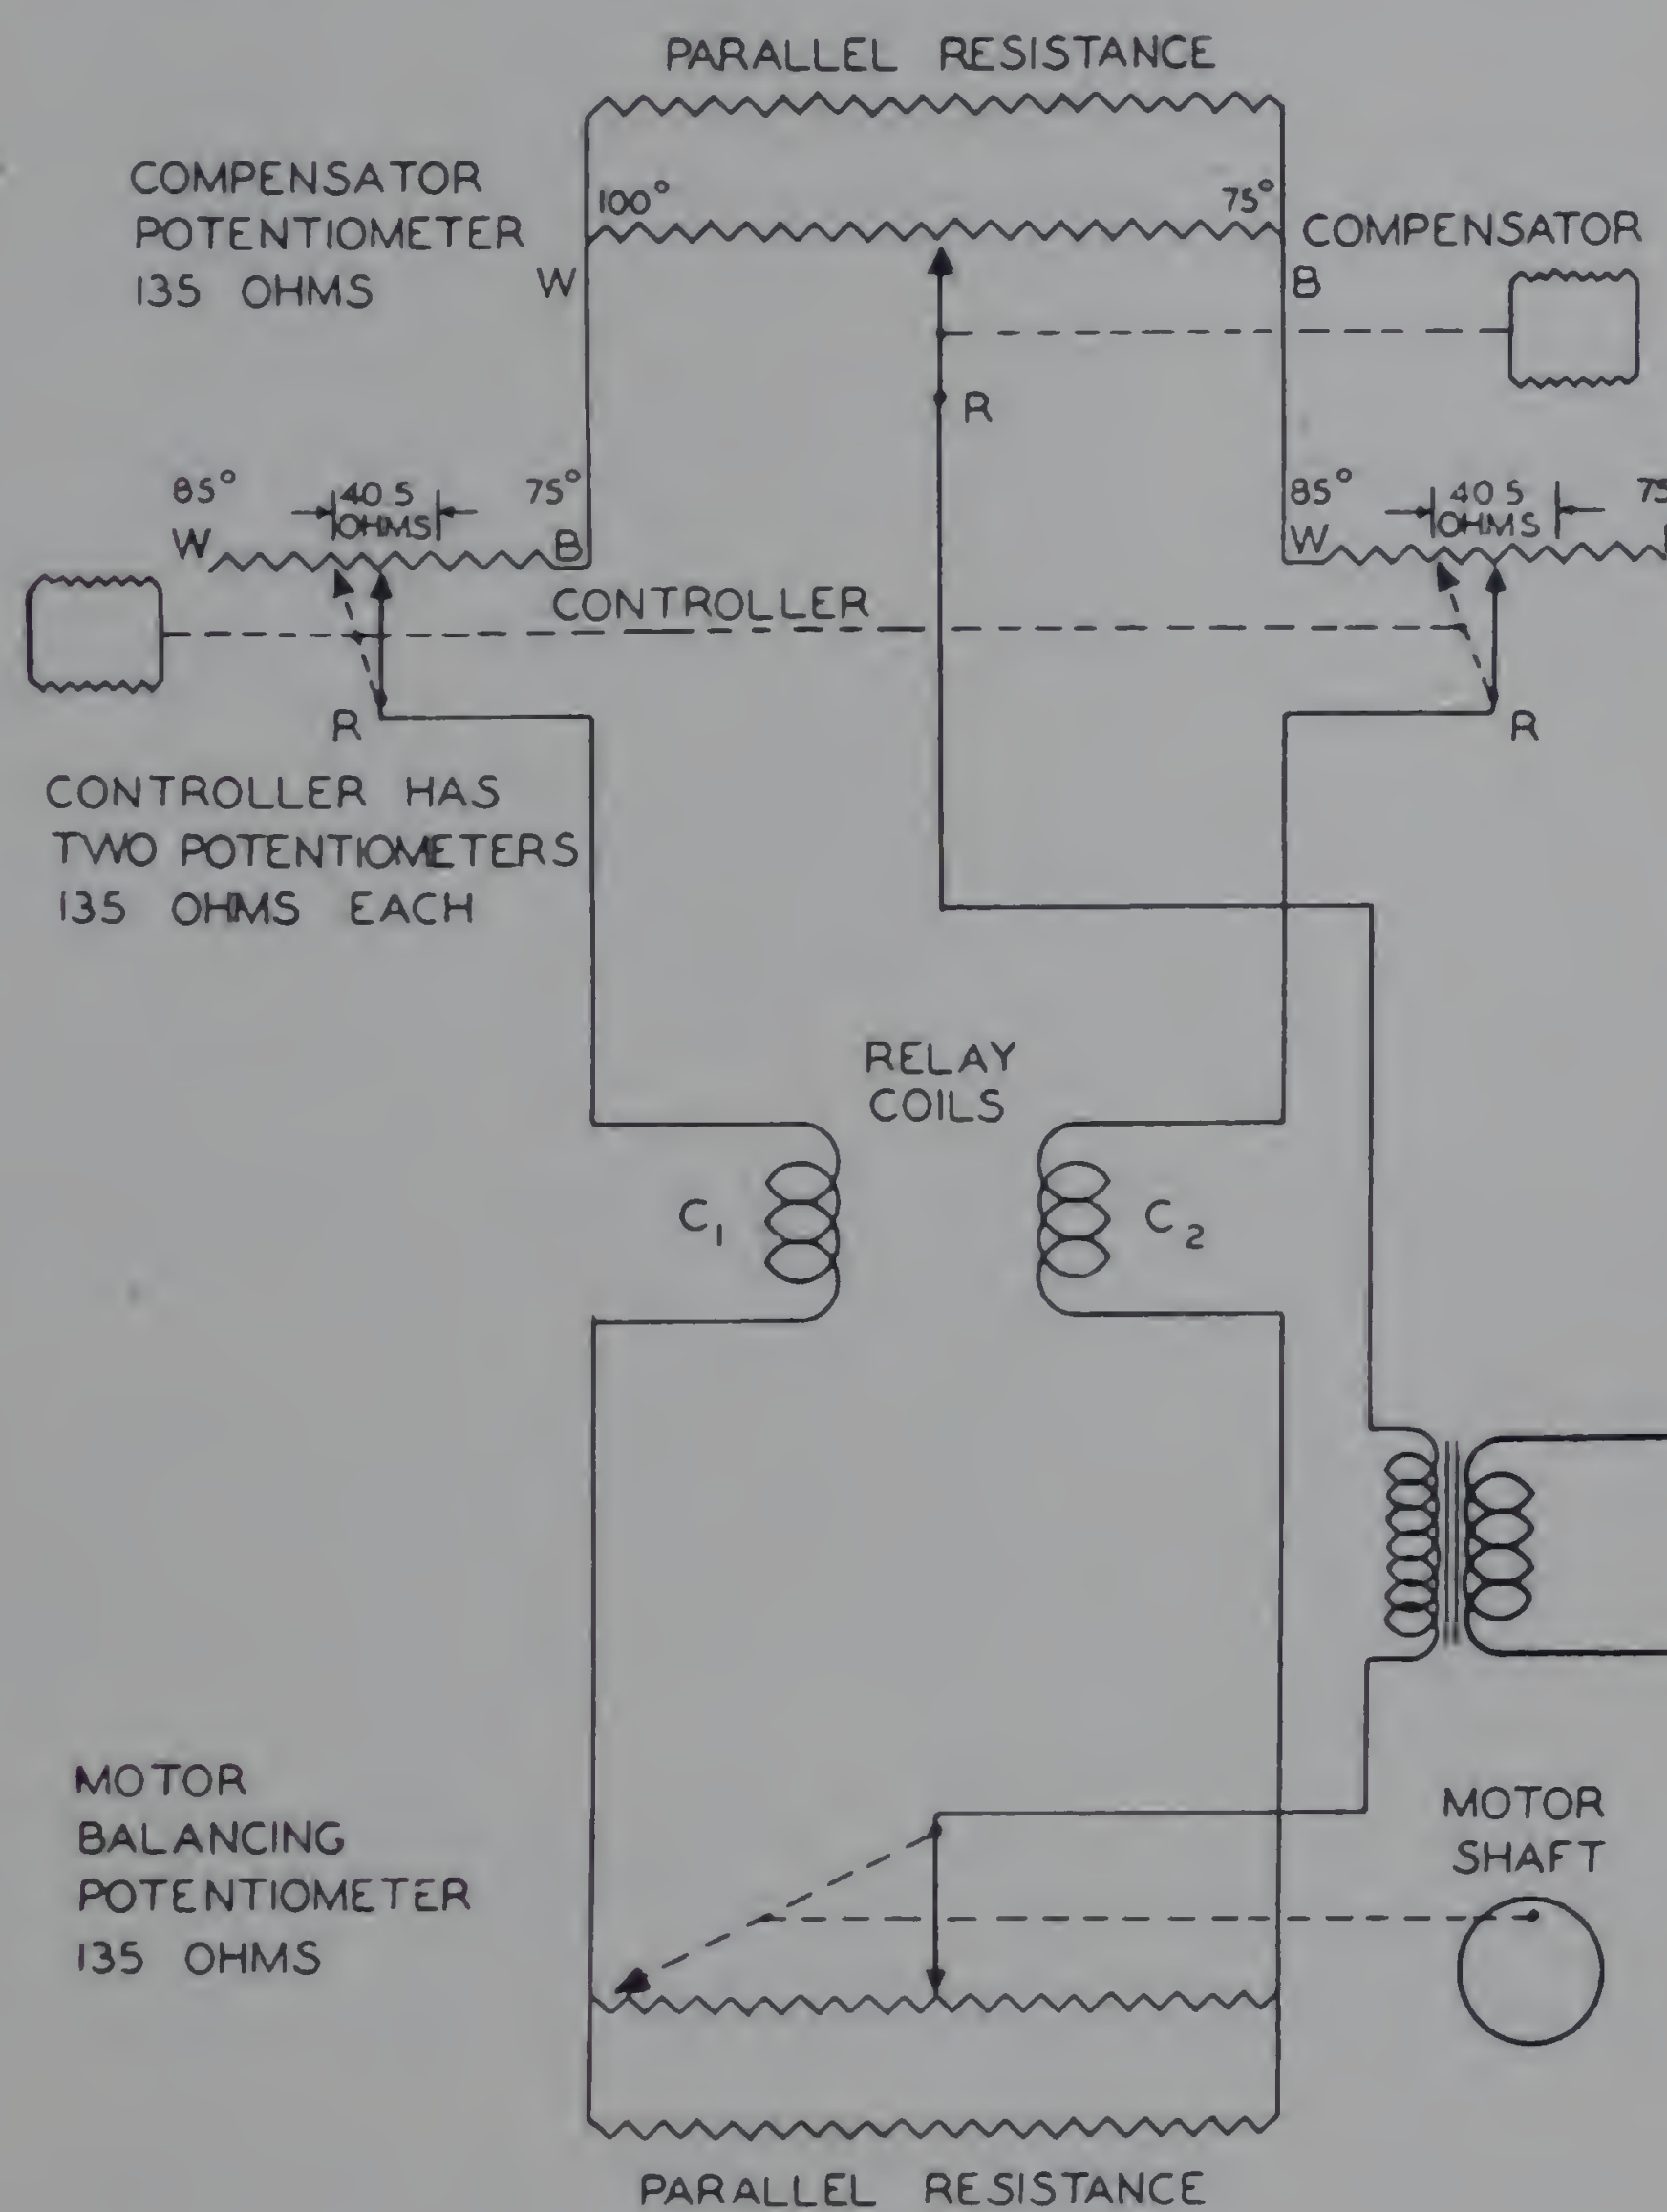 PARALLEL RESISTANCE
COMPENSATOR
POTENTIOMETER
135 OHMS
100°
75°
COMPENSATOR
W
B
R
85°
40.5
OHMS
75°
W
B
85°
40.5
OHMS
75
W
CONTROLLER
R
R
CONTROLLER HAS
TWO POTENTIOMETERS
135 OHMS EACH
RELAY
COILS
C1
C2
MOTOR
BALANCING
POTENTIOMETER
135 OHMS
MOTOR
SHAFT
PARALLEL RESISTANCE